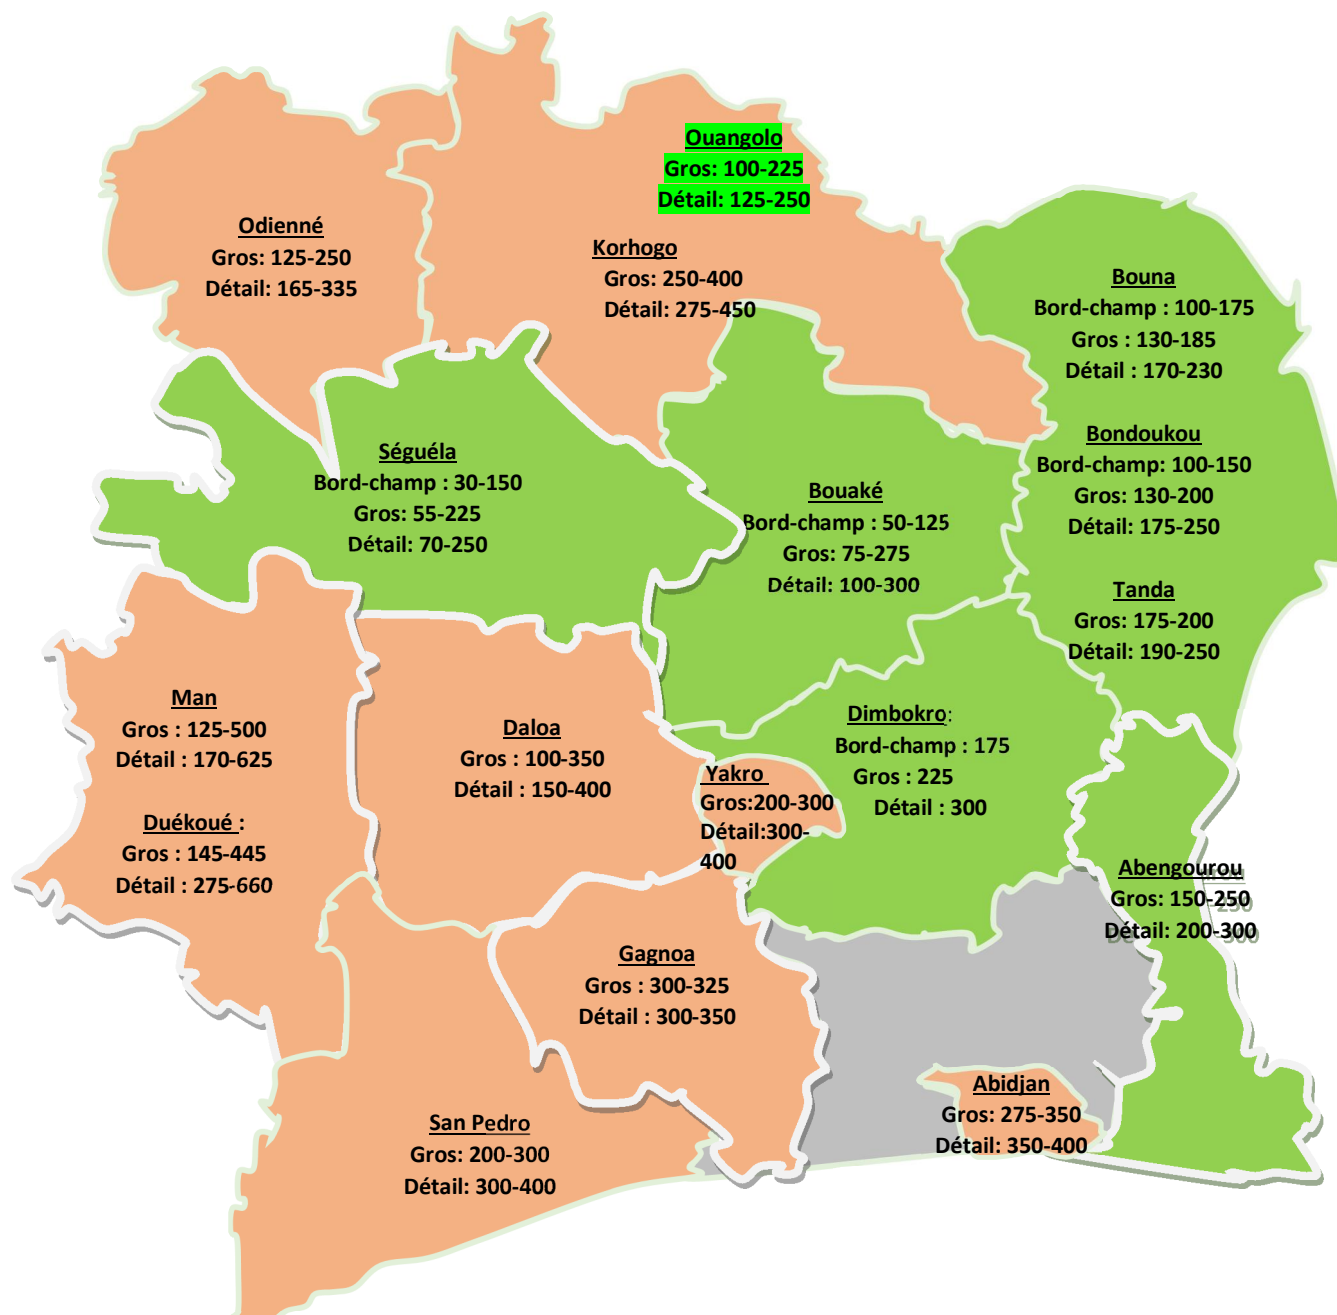 Ouangolo
Gros: 100-225
Détail: 125-250
Odienné
Gros: 125-250
Détail: 165-335
Korhogo
Gros: 250-400
Détail: 275-450
Bouna
Bord-champ : 100-175
Gros : 130-185
Détail : 170-230
Bondoukou
Bord-champ: 100-150
Gros: 130-200
Détail: 175-250
Tanda
Gros: 175-200
Détail: 190-250
Séguéla
Bord-champ : 30-150
Gros: 55-225
Détail: 70-250
Bouaké
Bord-champ : 50-125
Gros: 75-275
Détail: 100-300
Man
Gros : 125-500
Détail : 170-625
Duékoué :
Gros : 145-445
Détail : 275-660
Daloa
Gros : 100-350
Détail : 150-400
Yakro
Gros:200-300
Détail:300-
400
Dimbokro:
Bord-champ : 175
Gros : 225
Détail : 300
Abengourou
Gros: 150-250
Détail: 200-300
Gagnoa
Gros : 300-325
Détail : 300-350
Abidjan
Gros: 275-350
Détail: 350-400
San Pedro
Gros: 200-300
Détail: 300-400